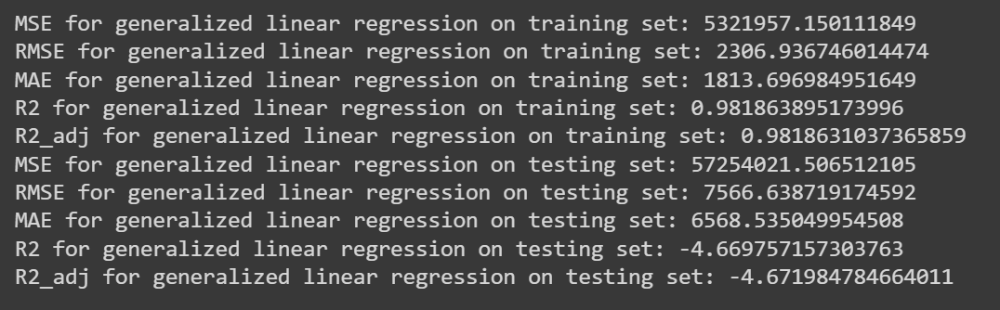 MSE for generalized linear regression on training set: 5321957.150111849
RMSE for generalized linear regression on training set: 2306.936746014474
MAE for generalized linear regression on training set: 1813.696984951649
R2 for generalized linear regression on training set: 0.981863895173996
R2_adj for generalized linear regression on training set: 0.9818631037365859
MSE for generalized linear regression on testing set: 57254021.506512105
RMSE for generalized linear regression on testing set: 7566.638719174592
MAE for generalized linear regression on testing set: 6568.535049954508
R2 for generalized linear regression on testing set: -4.669757157303763
R2_adj for generalized linear regression on testing set: -4.671984784664011